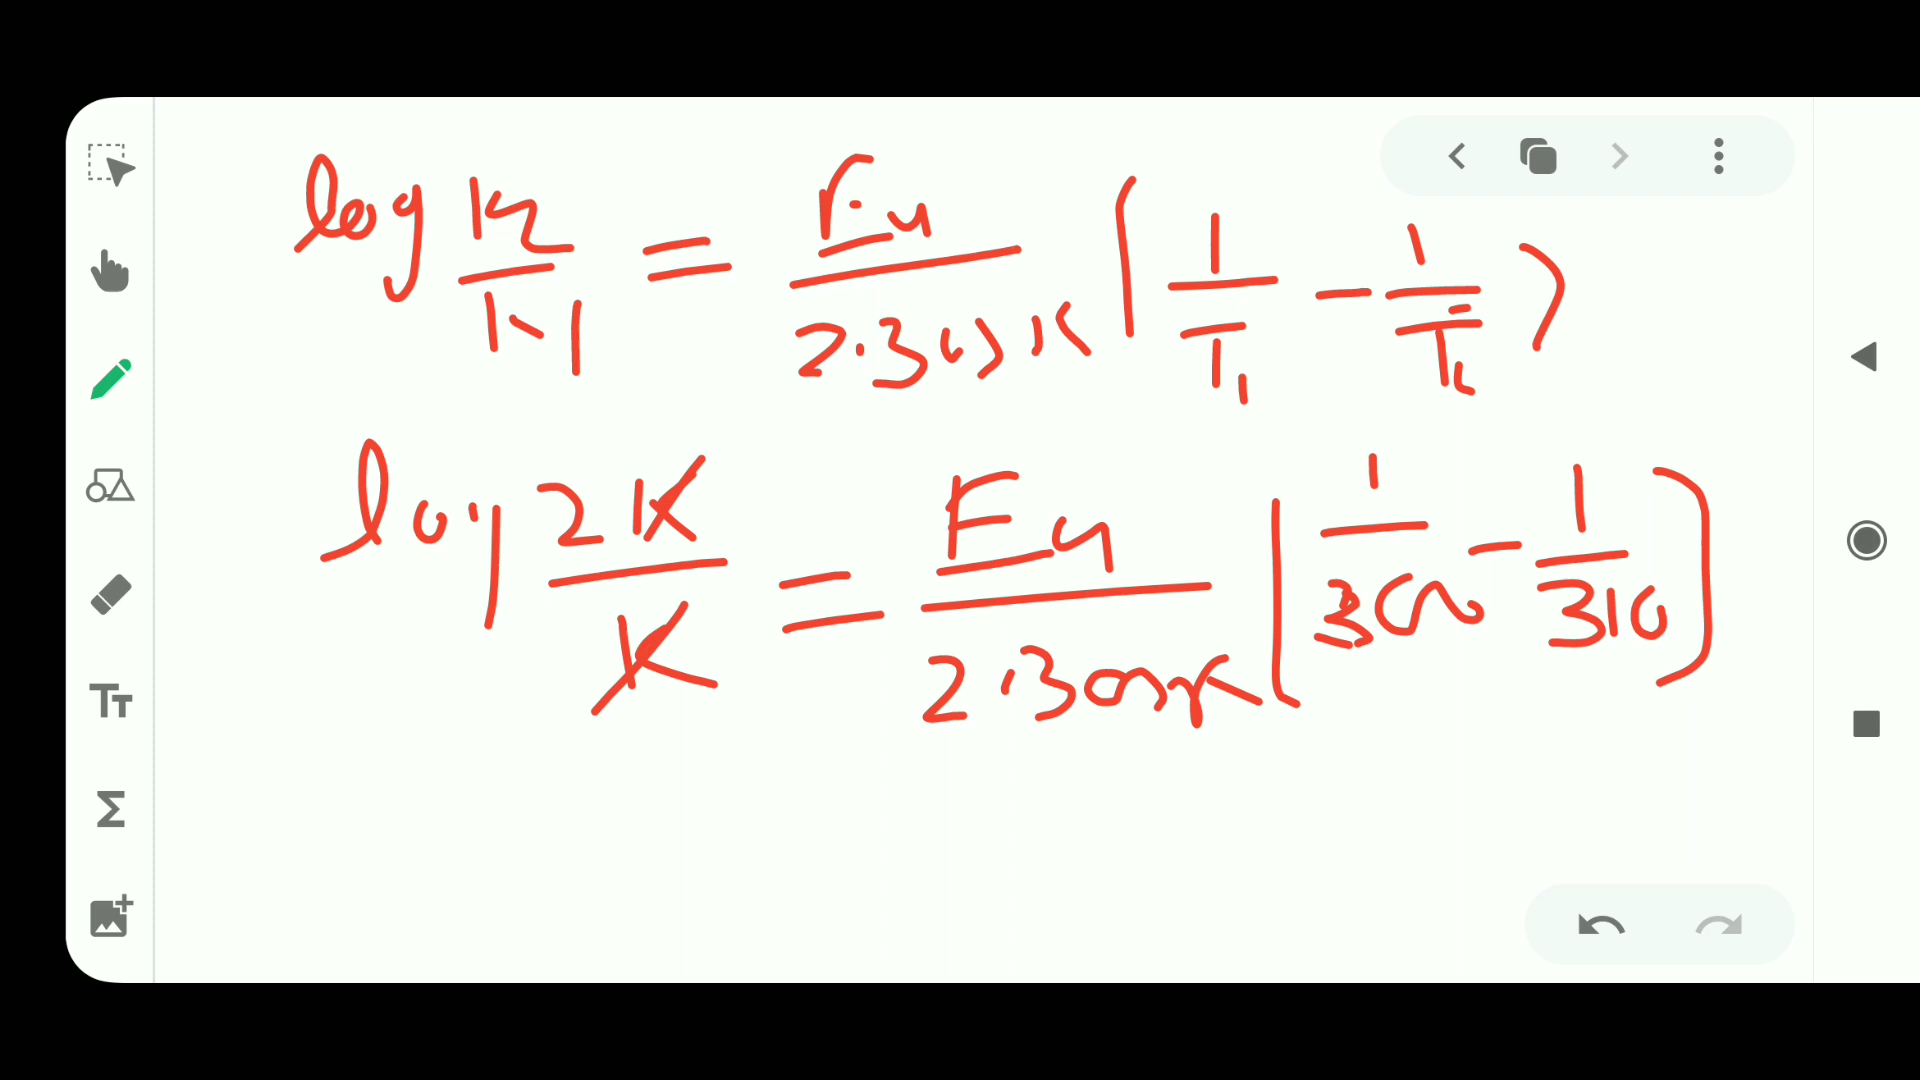 log K2/K1 = Ea/2.303R (1/T1 - 1/T2)
log 2K/K = Ea/2.303R [1/300 - 1/310]